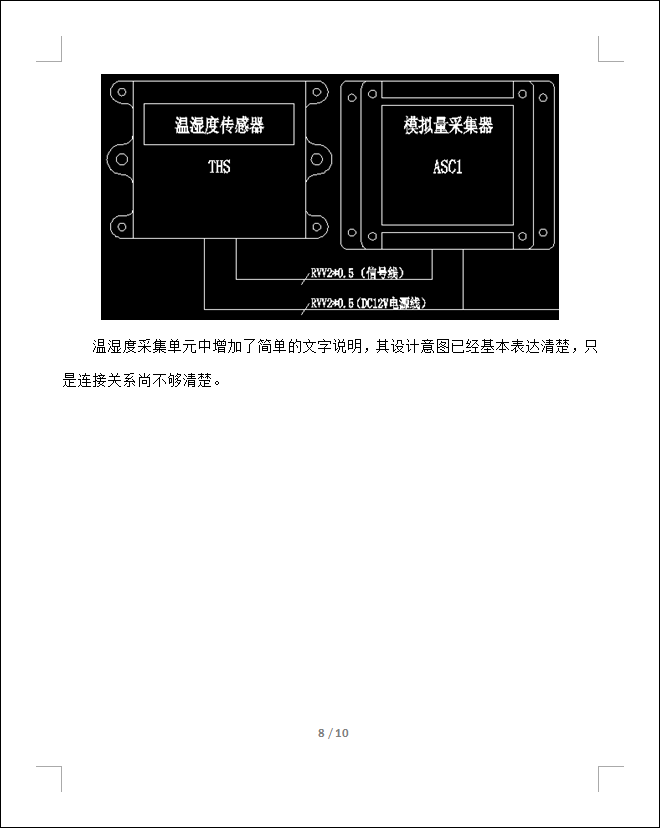 温湿度传感器
THS
模拟量采集器
ASC1
RVV2*0.5 (信号线)
RVV2*0.5(DC12V电源线)
温湿度采集单元中增加了简单的文字说明，其设计意图已经基本表达清楚，只
是连接关系尚不够清楚。
8 / 10